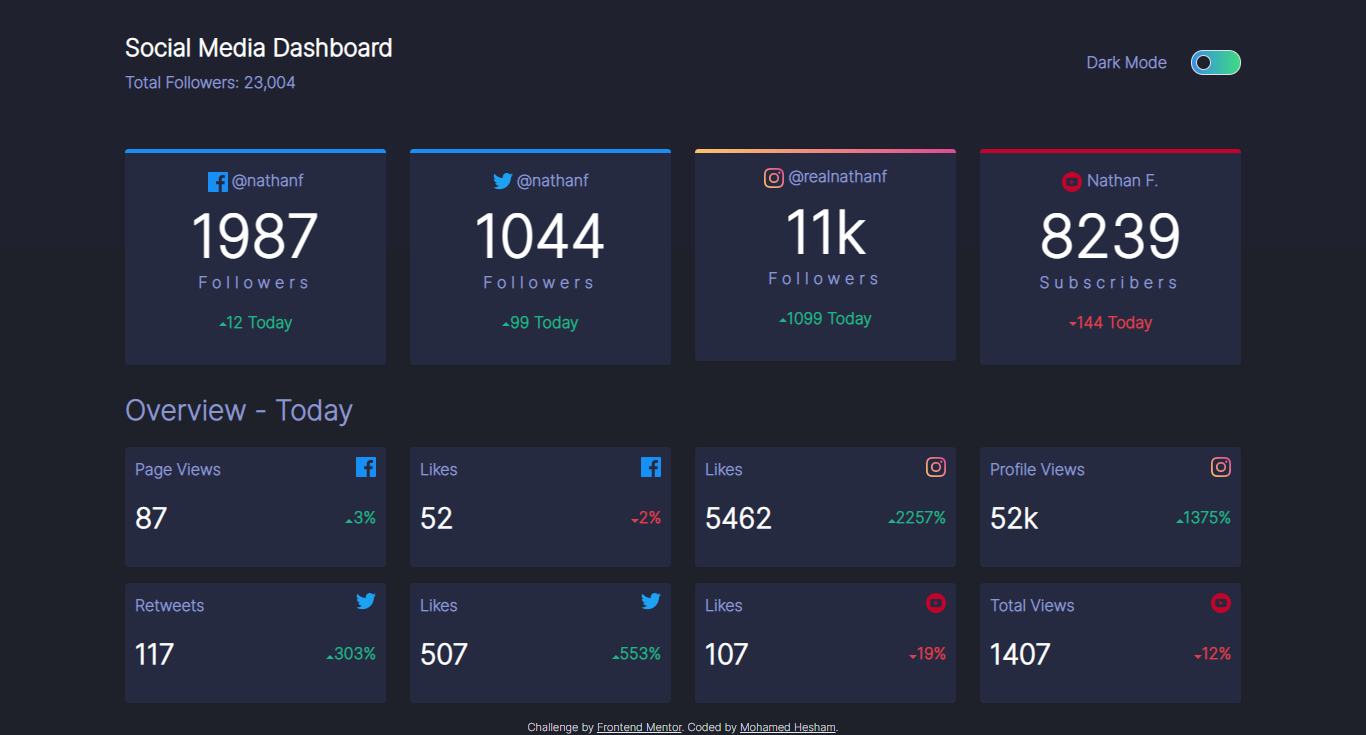 Social Media Dashboard
Total Followers: 23,004
Dark Mode
@nathanf
1987
Followers
12 Today
@nathanf
1044
Followers
99 Today
@realnathanf
11k
Followers
1099 Today
Nathan F.
8239
Subscribers
144 Today
Overview - Today
Page Views
87
3%
Likes
52
2%
Likes
5462
2257%
Profile Views
52k
1375%
Retweets
117
303%
Likes
507
553%
Likes
107
19%
Total Views
1407
12%
Challenge by Frontend Mentor. Coded by Mohamed Hesham.